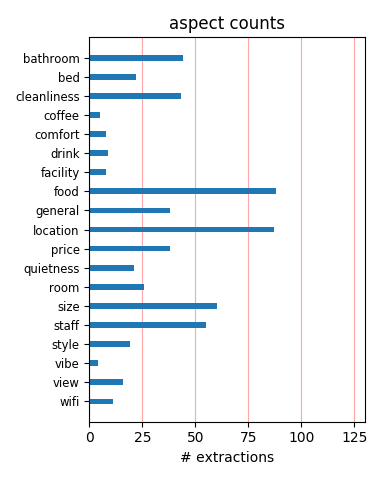 aspect counts
bathroom
bed
cleanliness
coffee
comfort
drink
facility
food
general
location
price
quietness
room
size
staff
style
vibe
view
wifi
0 25 50 75 100 125
# extractions